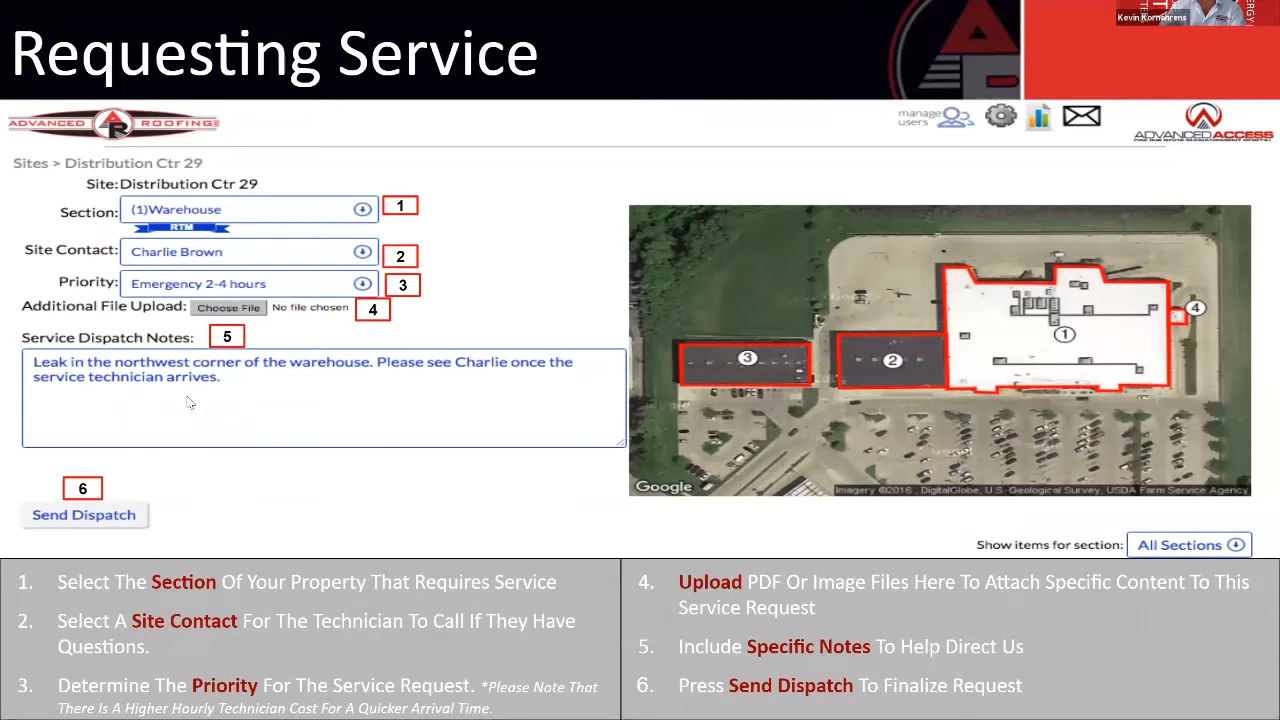 Requesting Service
Kevin Kornahrens
ADVANCED ROOFING
manage
users
ADVANCEDACCESS
Sites > Distribution Ctr 29
Site: Distribution Ctr 29
Section: (1)Warehouse
1
RTM
Site Contact: Charlie Brown
2
Priority: Emergency 2-4 hours
3
Additional File Upload: Choose File No file chosen
4
Service Dispatch Notes:
5
Leak in the northwest corner of the warehouse. Please see Charlie once the
service technician arrives.
6
Send Dispatch
1
2
3
4
Google
Imagery ©2016 , DigitalGlobe, U.S. Geological Survey, USDA Farm Service Agency
Show items for section: All Sections
1. Select The Section Of Your Property That Requires Service
2. Select A Site Contact For The Technician To Call If They Have
Questions.
3. Determine The Priority For The Service Request. *Please Note That
There Is A Higher Hourly Technician Cost For A Quicker Arrival Time.
4. Upload PDF Or Image Files Here To Attach Specific Content To This
Service Request
5. Include Specific Notes To Help Direct Us
6. Press Send Dispatch To Finalize Request